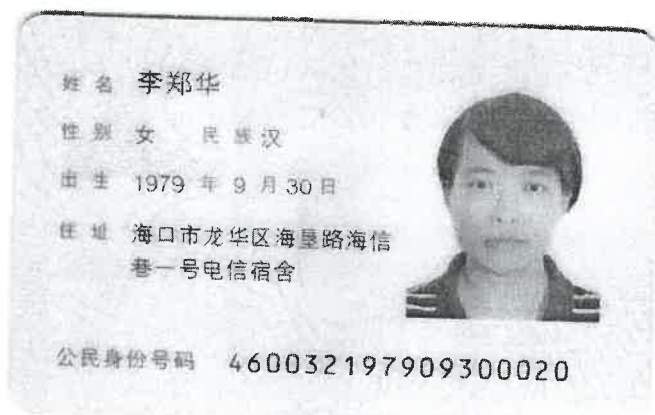 姓名 李郑华
性别 女 民族 汉
出生 1979 年 9 月 30 日
住址 海口市龙华区海垦路海信
巷一号电信宿舍
公民身份号码 460032197909300020